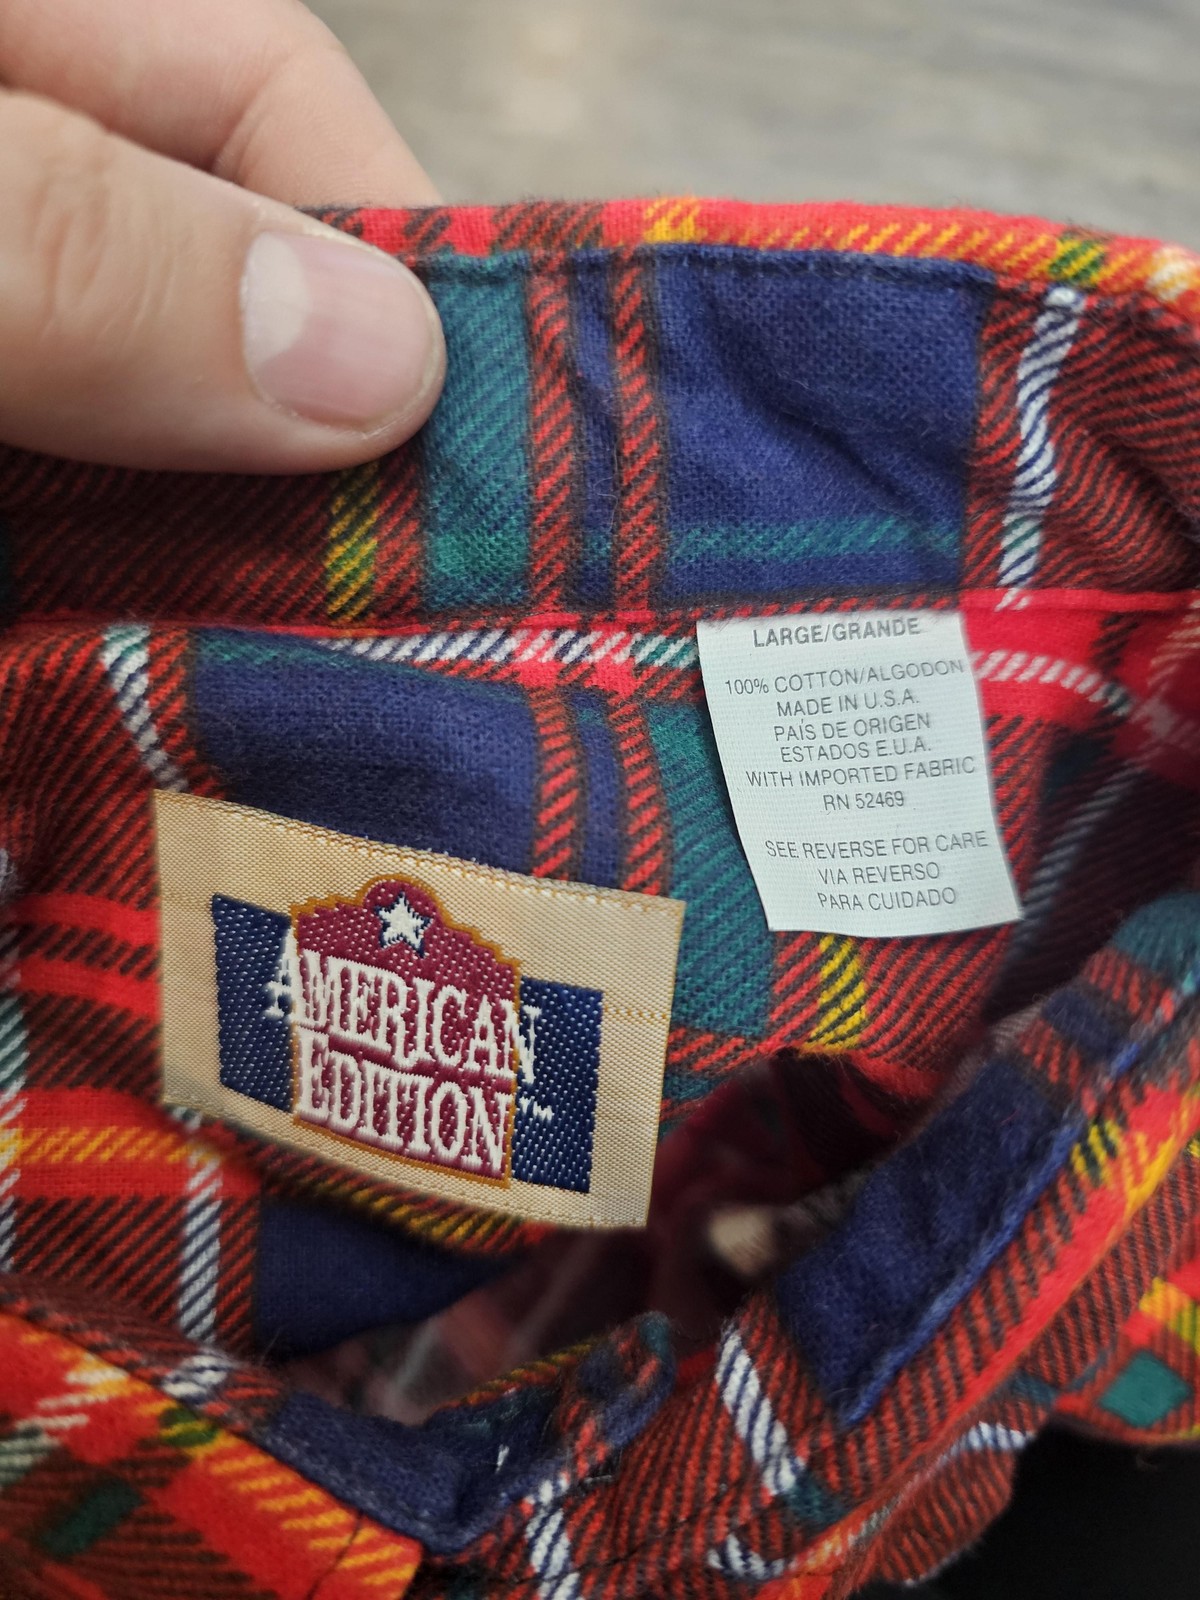 LARGE/GRANDE
100% COTTON/ALGODON
MADE IN U.S.A.
PAÍS DE ORIGEN
ESTADOS E.U.A.
WITH IMPORTED FABRIC
RN 52469
SEE REVERSE FOR CARE
VIA REVERSO
PARA CUIDADO
AMERICAN
EDITION™